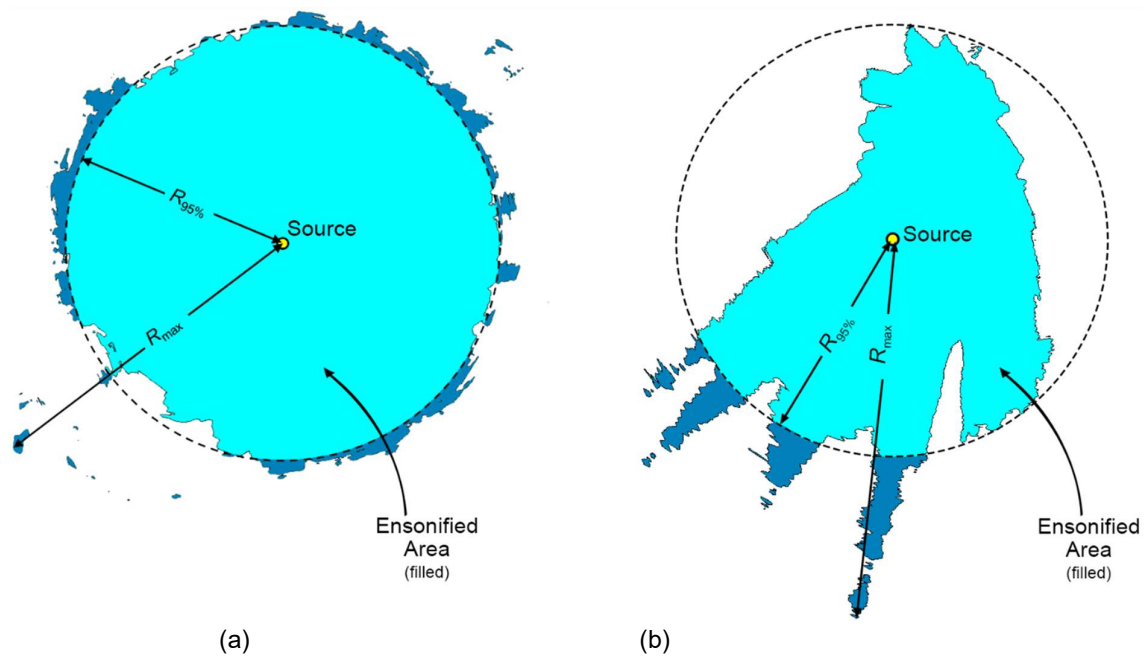 Source
R95%
Rmax
Ensonified
Area
(filled)
(a)
Source
R95%
Rmax
Ensonified
Area
(filled)
(b)